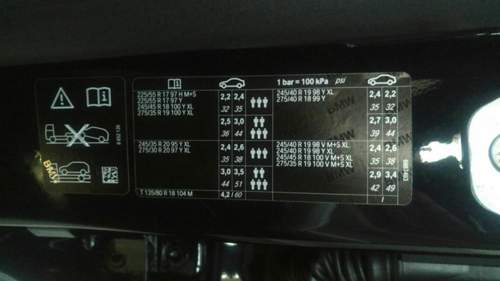 1 bar = 100 kPa psi
225/55 R 17 97 H M+S
225/55 R 17 97 Y
245/45 R 18 100 Y XL
275/35 R 19 100 Y XL
2,2 2,4
32 35
2,5 3,0
36 44
245/35 R 20 95 Y XL
275/30 R 20 97 Y XL
2,4 2,6
35 38
3,0 3,5
44 51
T 135/80 R 18 104 M
4,2/60
245/40 R 19 98 Y XL
275/40 R 18 99 Y
2,4 2,2
35 32
2,7 3,0
39 44
245/40 R 19 98 V M+S XL
245/40 R 19 98 Y XL
245/45 R 18 100 V M+S XL
275/35 R 19 100 V M+S XL
2,4 2,6
35 38
2,9 3,4
42 49
BMW
BMW